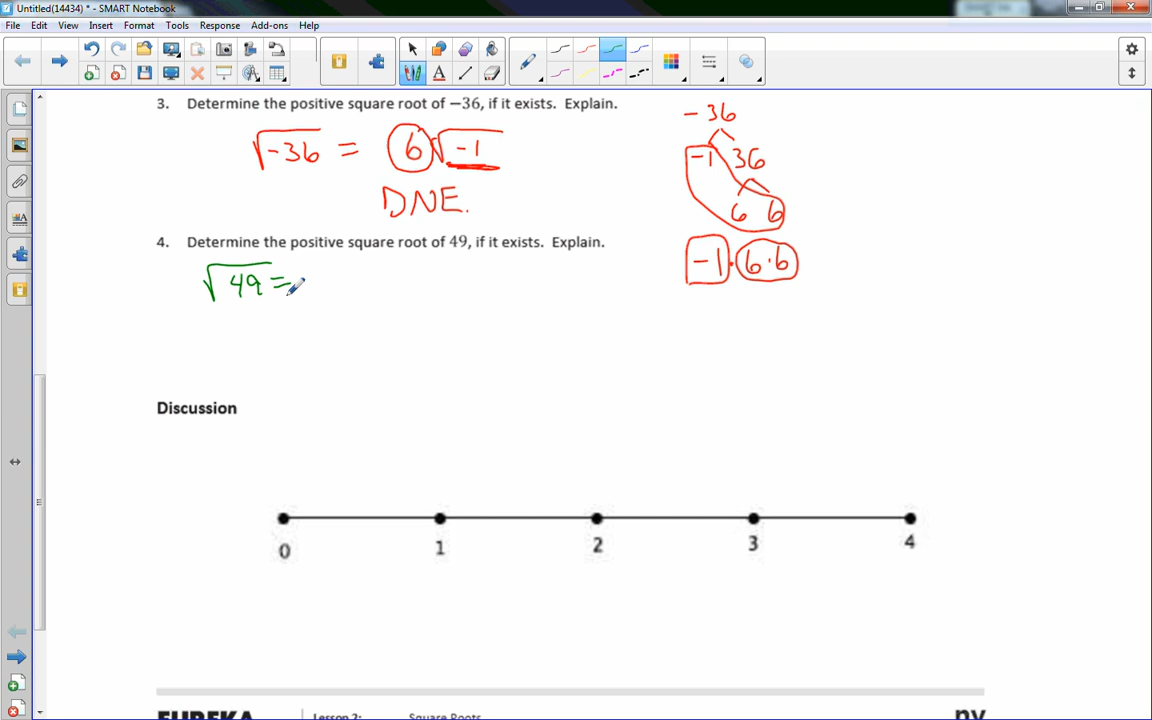 Untitled(14434) * - SMART Notebook
File Edit View Insert Format Tools Response Add-ons Help
3. Determine the positive square root of −36, if it exists. Explain.
√-36 = 6√-1
DNE.
-36
-1 36
6 6
-1 · 6·6
4. Determine the positive square root of 49, if it exists. Explain.
√49 =
Discussion
0 1 2 3 4
EUREKA Lesson 2: Square Roots ny